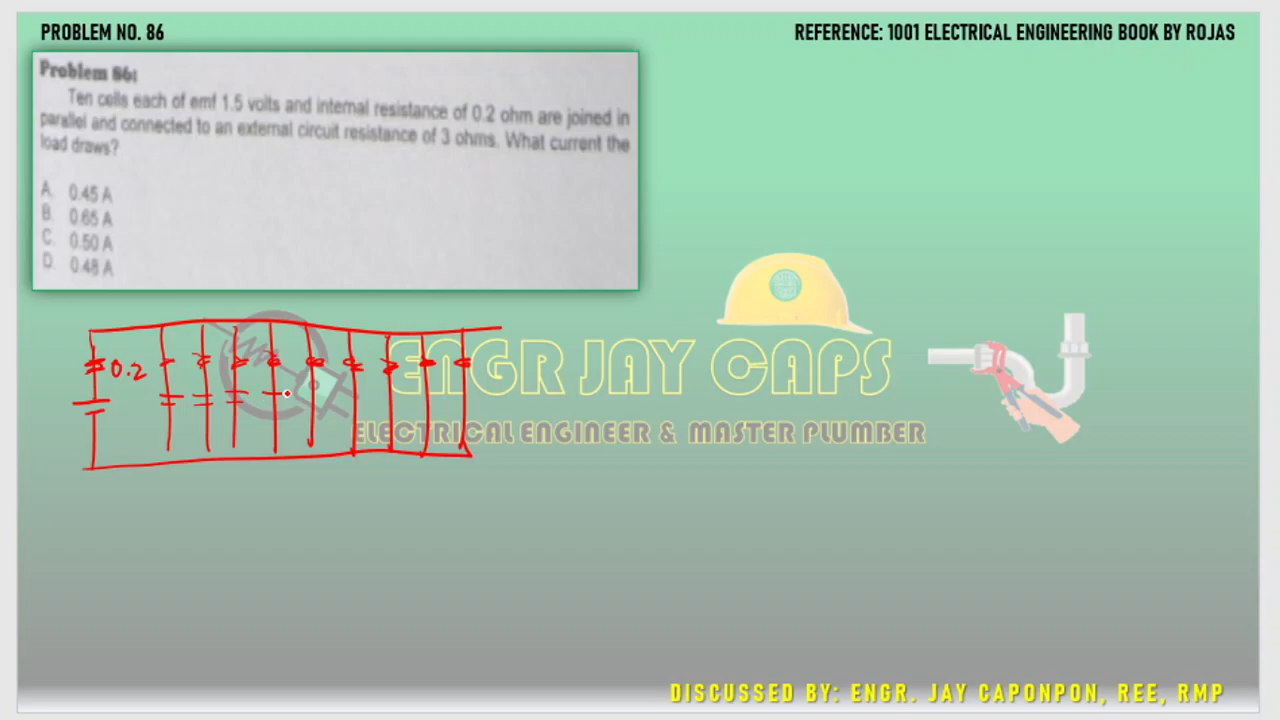 PROBLEM NO. 86
REFERENCE: 1001 ELECTRICAL ENGINEERING BOOK BY ROJAS
Problem 86:
Ten cells each of emf 1.5 volts and internal resistance of 0.2 ohm are joined in
parallel and connected to an external circuit resistance of 3 ohms. What current the
load draws?
A. 0.45 A
B. 0.65 A
C. 0.50 A
D. 0.48 A
0.2
ENGR JAY CAPS
ELECTRICAL ENGINEER & MASTER PLUMBER
DISCUSSED BY: ENGR. JAY CAPONPON, REE, RMP